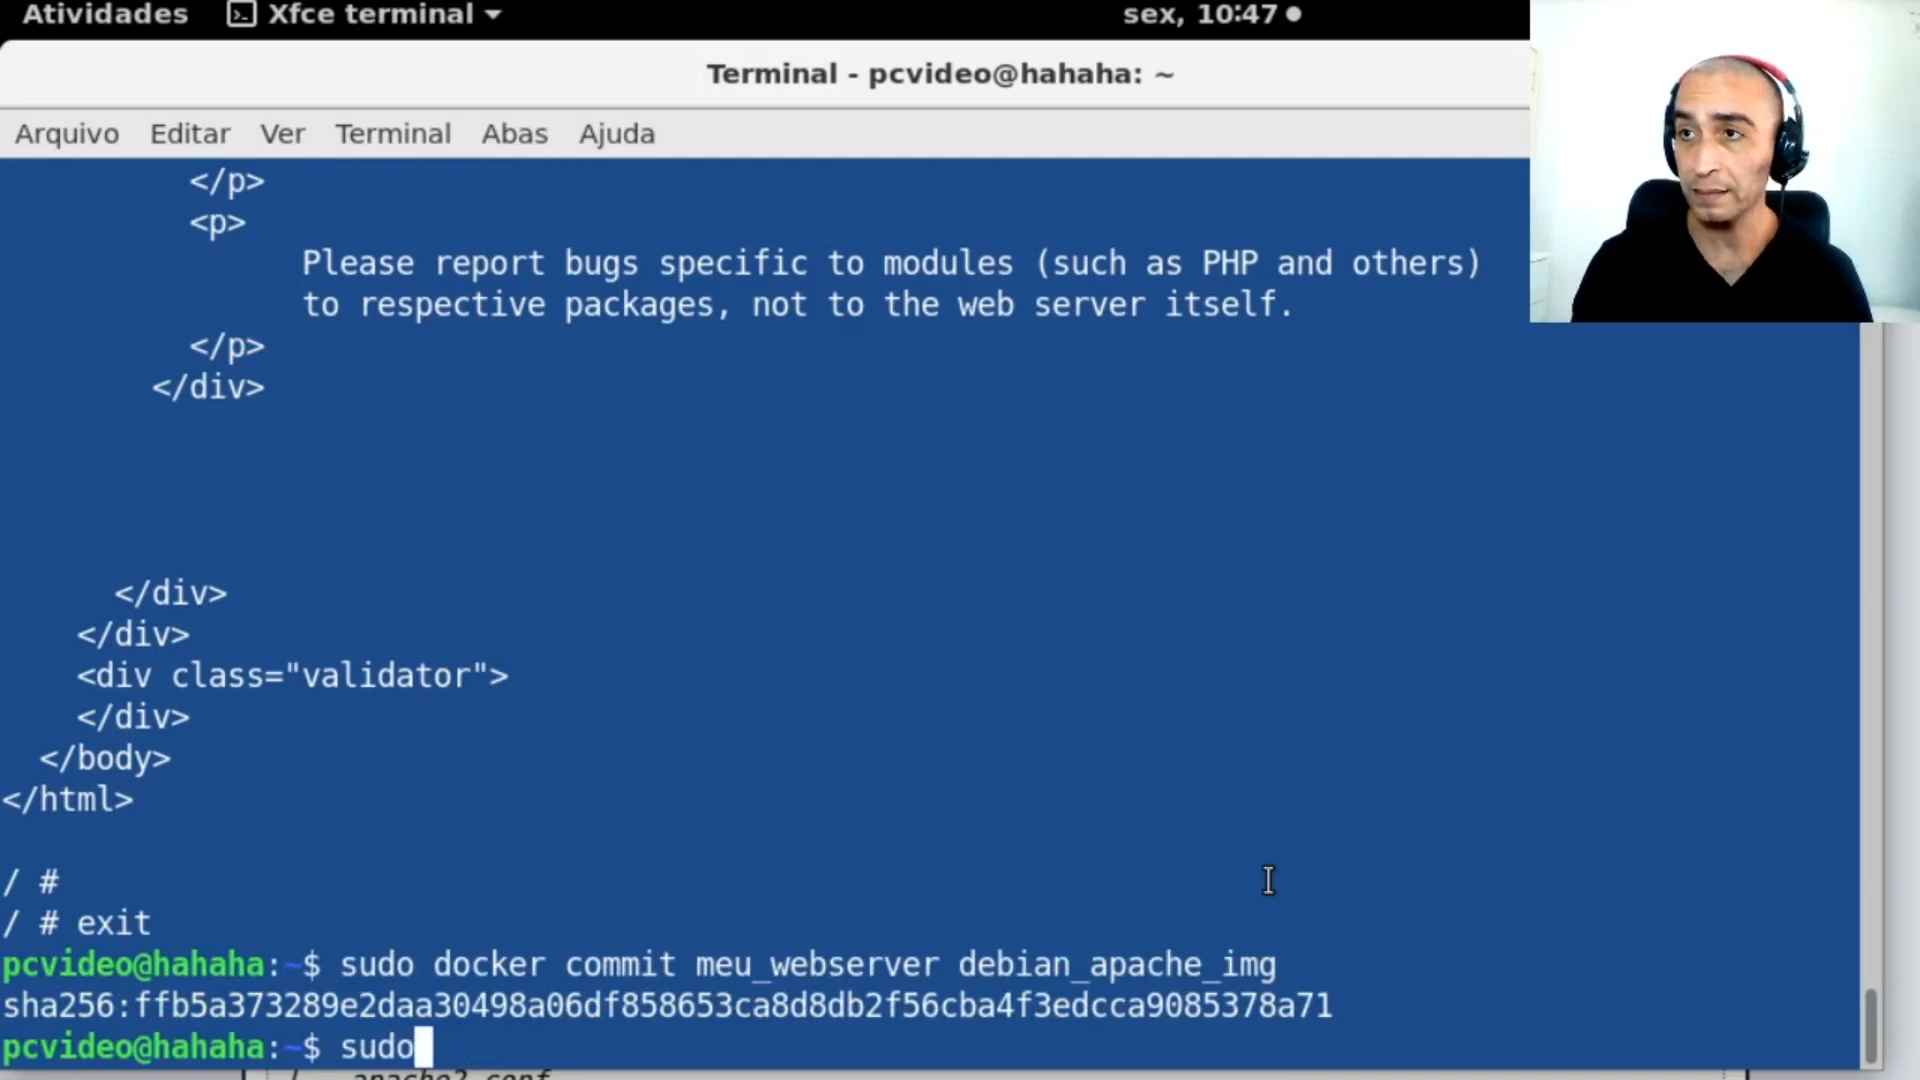 Atividades Xfce terminal sex, 10:47
Terminal - pcvideo@hahaha: ~
Arquivo Editar Ver Terminal Abas Ajuda
</p>
<p>
Please report bugs specific to modules (such as PHP and others)
to respective packages, not to the web server itself.
</p>
</div>
</div>
</div>
<div class="validator">
</div>
</body>
</html>
/ #
/ # exit
pcvideo@hahaha:~$ sudo docker commit meu_webserver debian_apache_img
sha256:ffb5a373289e2daa30498a06df858653ca8d8db2f56cba4f3edcca9085378a71
pcvideo@hahaha:~$ sudo
apache2.conf